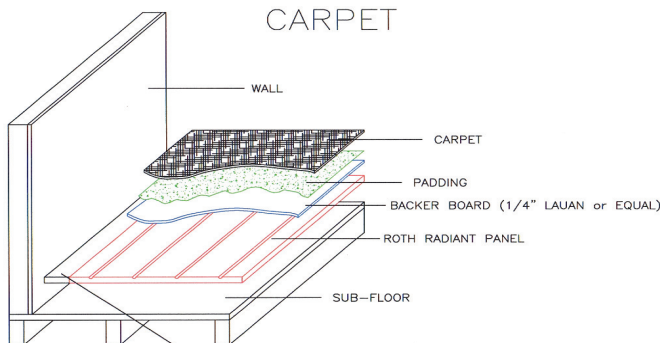 CARPET
WALL
CARPET
PADDING
BACKER BOARD (1/4" LAUAN or EQUAL)
ROTH RADIANT PANEL
SUB-FLOOR